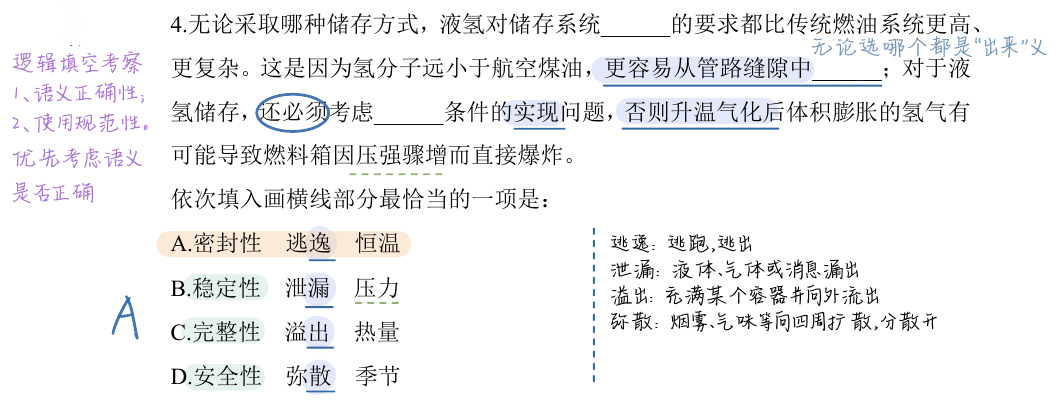 4.无论采取哪种储存方式，液氢对储存系统______的要求都比传统燃油系统更高、
无论选哪个都是“出来”义
更复杂。这是因为氢分子远小于航空煤油，更容易从管路缝隙中______；对于液
氢储存，还必须考虑______条件的实现问题，否则升温气化后体积膨胀的氢气有
可能导致燃料箱因压强骤增而直接爆炸。
依次填入画横线部分最恰当的一项是：
逻辑填空考察
1、语义正确性；
2、使用规范性。
优先考虑语义
是否正确
A.密封性 逃逸 恒温
B.稳定性 泄漏 压力
C.完整性 溢出 热量
D.安全性 弥散 季节
A
逃逸：逃跑，逃出
泄漏：液体、气体或消息漏出
溢出：充满某个容器并向外流出
弥散：烟雾、气味等向四周扩散，分散开